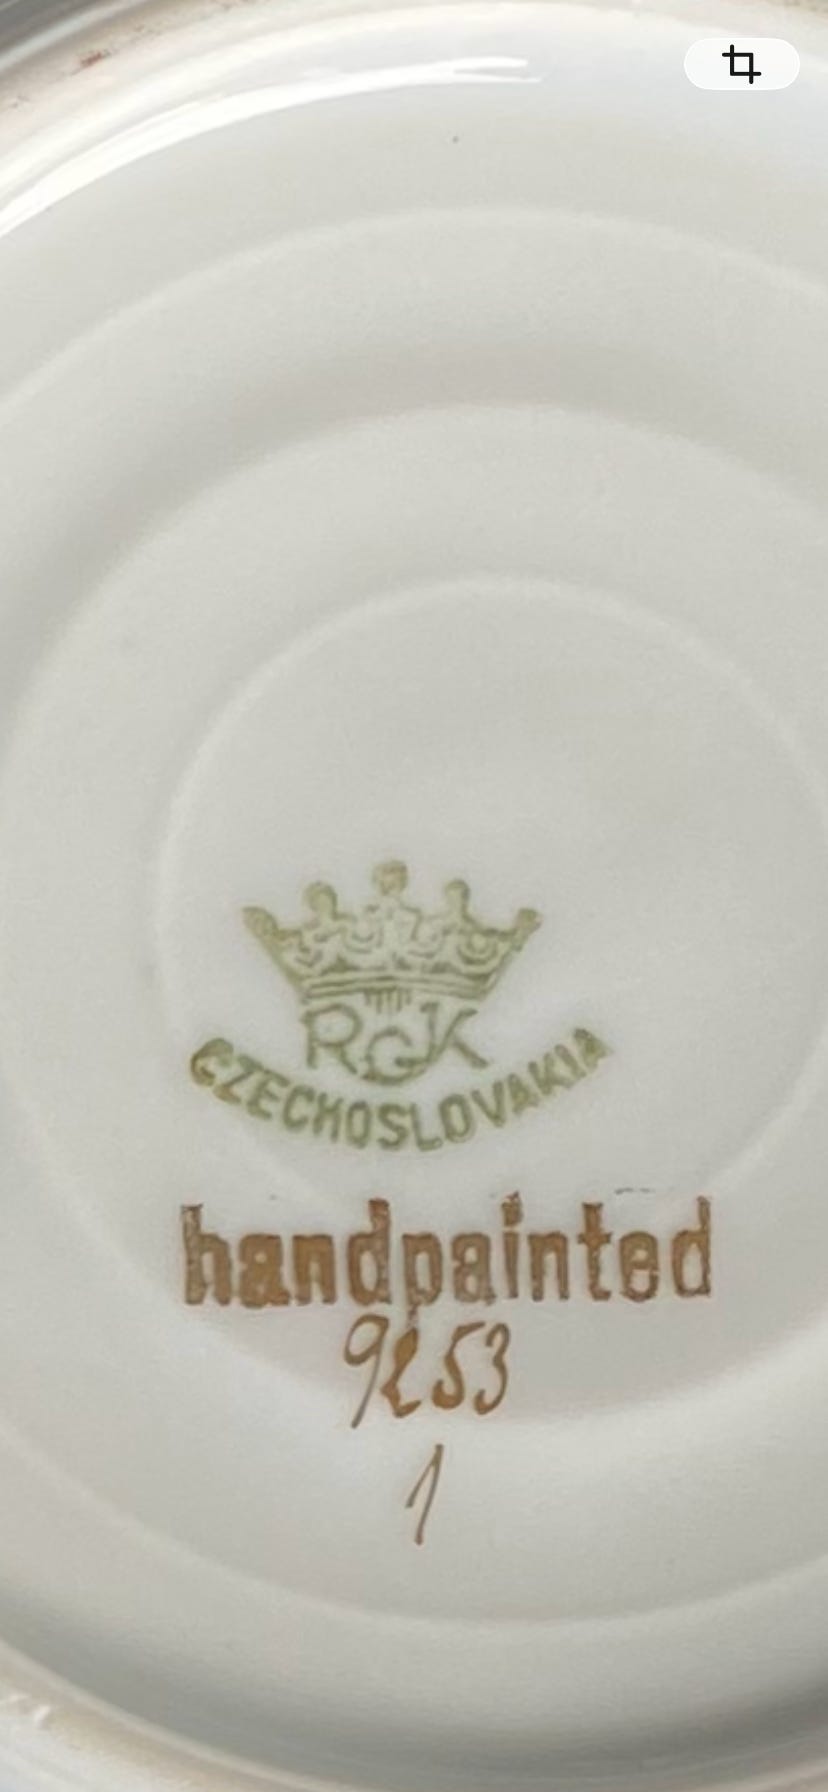 RGK
CZECHOSLOVAKIA
handpainted
9253
1